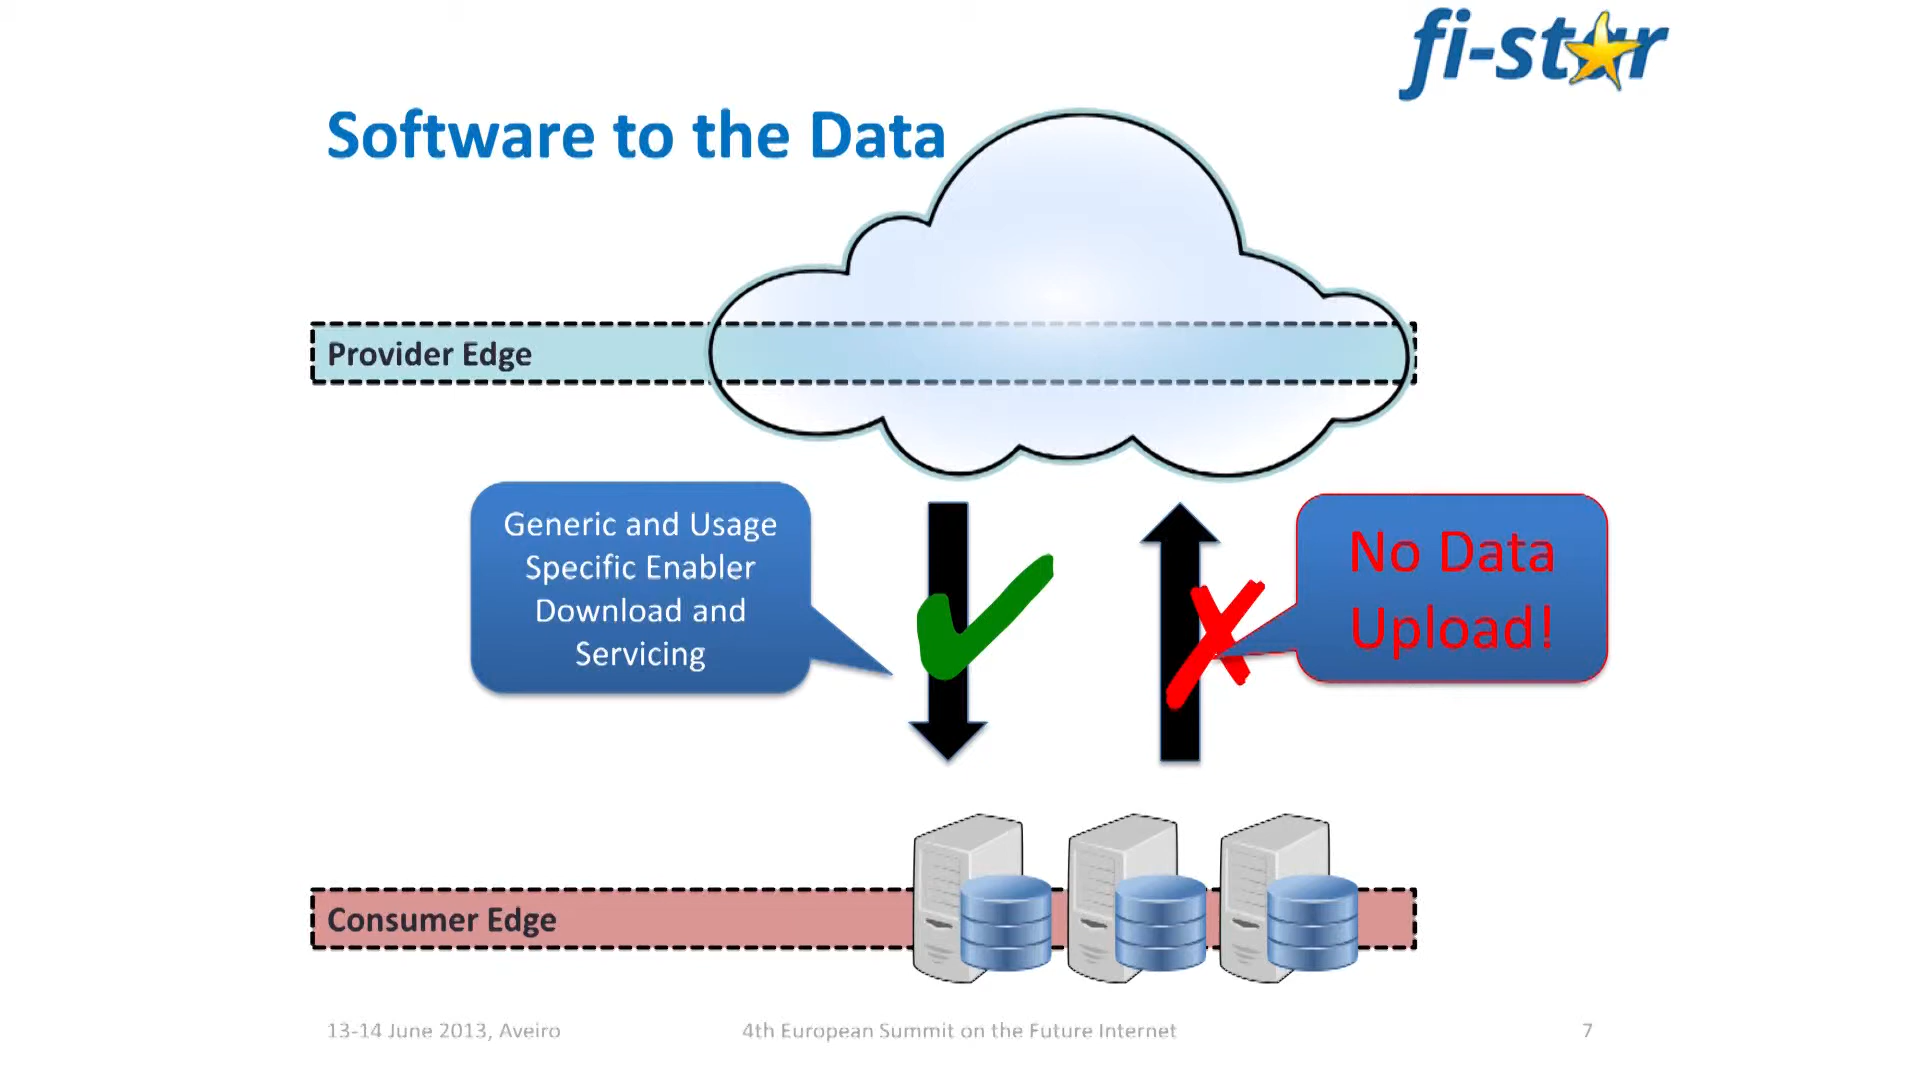 fi-star
Software to the Data
Provider Edge
Generic and Usage
Specific Enabler
Download and
Servicing
No Data
Upload!
Consumer Edge
13-14 June 2013, Aveiro
4th European Summit on the Future Internet
7